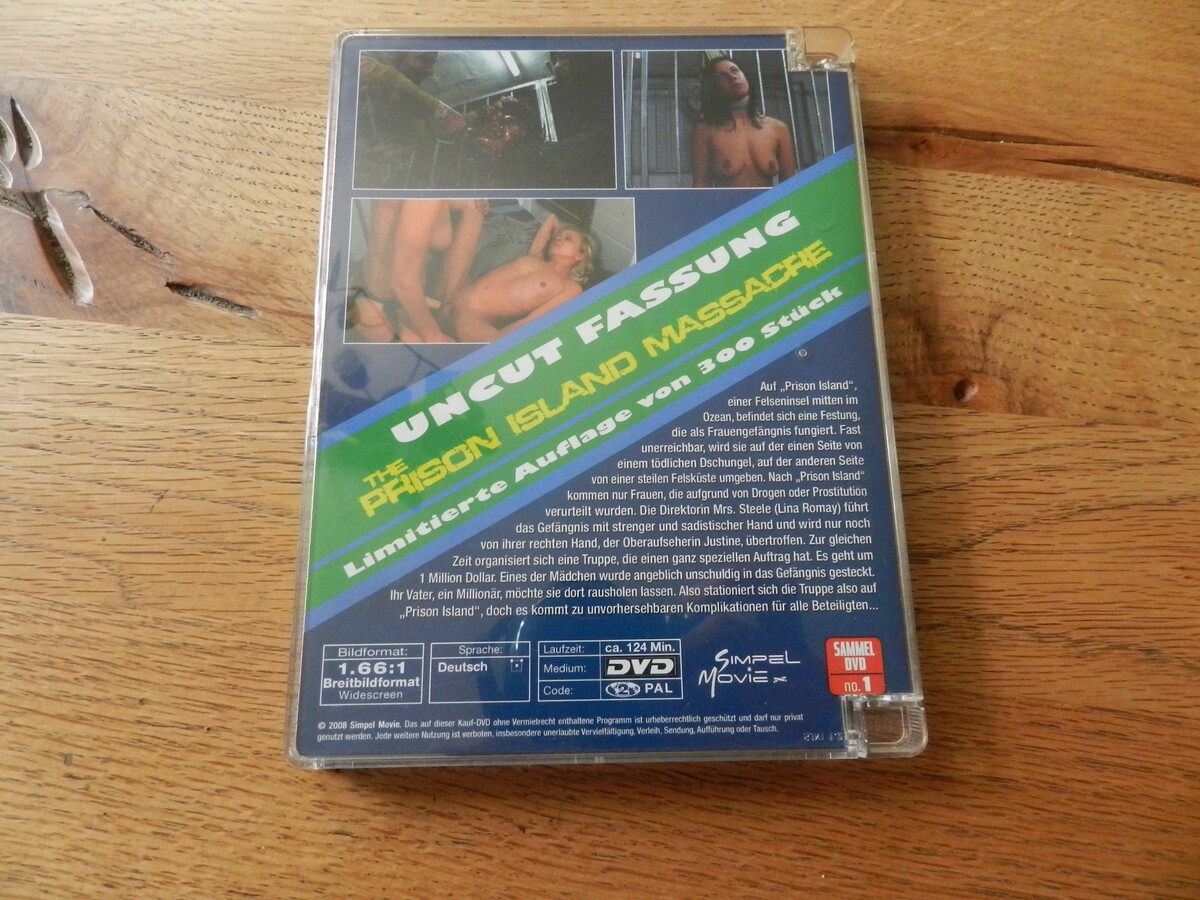 UNCUT FASSUNG
THE
PRISON ISLAND MASSACRE
Limitierte Auflage von 300 Stück
Auf „Prison Island“,
einer Felseninsel mitten im
Ozean, befindet sich eine Festung,
die als Frauengefängnis fungiert. Fast
unerreichbar, wird sie auf der einen Seite von
einem tödlichen Dschungel, auf der anderen Seite
von einer steilen Felsküste umgeben. Nach „Prison Island“
kommen nur Frauen, die aufgrund von Drogen oder Prostitution
verurteilt wurden. Die Direktorin Mrs. Steele (Lina Romay) führt
das Gefängnis mit strenger und sadistischer Hand und wird nur noch
von ihrer rechten Hand, der Oberaufseherin Justine, übertroffen. Zur gleichen
Zeit organisiert sich eine Truppe, die einen ganz speziellen Auftrag hat. Es geht um
1 Million Dollar. Eines der Mädchen wurde angeblich unschuldig in das Gefängnis gesteckt.
Ihr Vater, ein Millionär, möchte sie dort rausholen lassen. Also stationiert sich die Truppe also auf
„Prison Island“, doch es kommt zu unvorhersehbaren Komplikationen für alle Beteiligten...
Bildformat:
1.66:1
Breitbildformat
Widescreen
Sprache:
Deutsch
Laufzeit: ca. 124 Min.
Medium: DVD
Code: 2 PAL
SIMPEL
MOVIE
SAMMEL
DVD
no. 1
© 2008 Simpel Movie. Das auf dieser Kauf-DVD ohne Vermietrecht enthaltene Programm ist urheberrechtlich geschützt und darf nur privat
genutzt werden. Jede weitere Nutzung ist verboten, insbesondere unerlaubte Vervielfältigung, Verleih, Sendung, Aufführung oder Tausch.